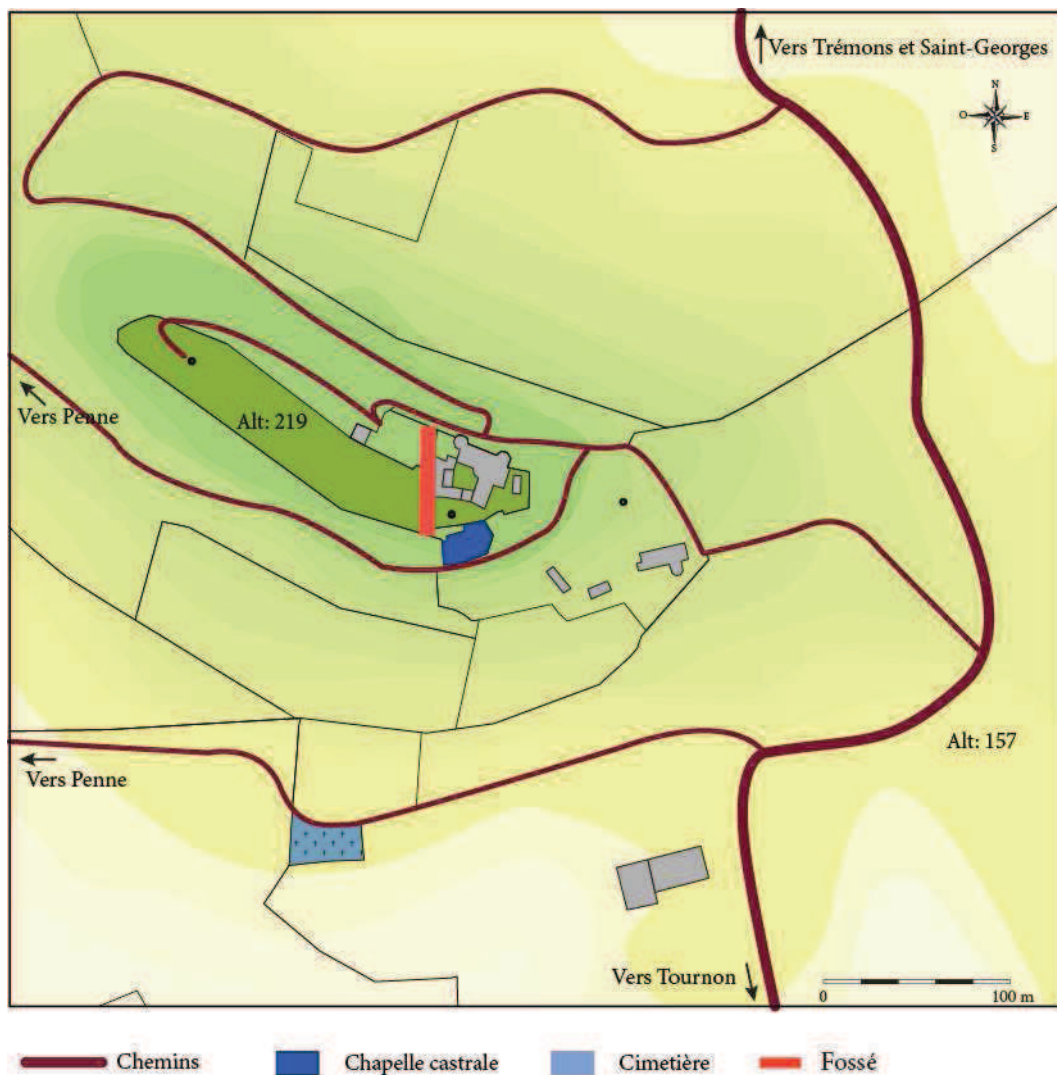 Vers Trémons et Saint-Georges
N
O E
S
Vers Penne
Alt: 219
Alt: 157
Vers Penne
Vers Tournon
0 100 m
Chemins Chapelle castrale Cimetière Fossé